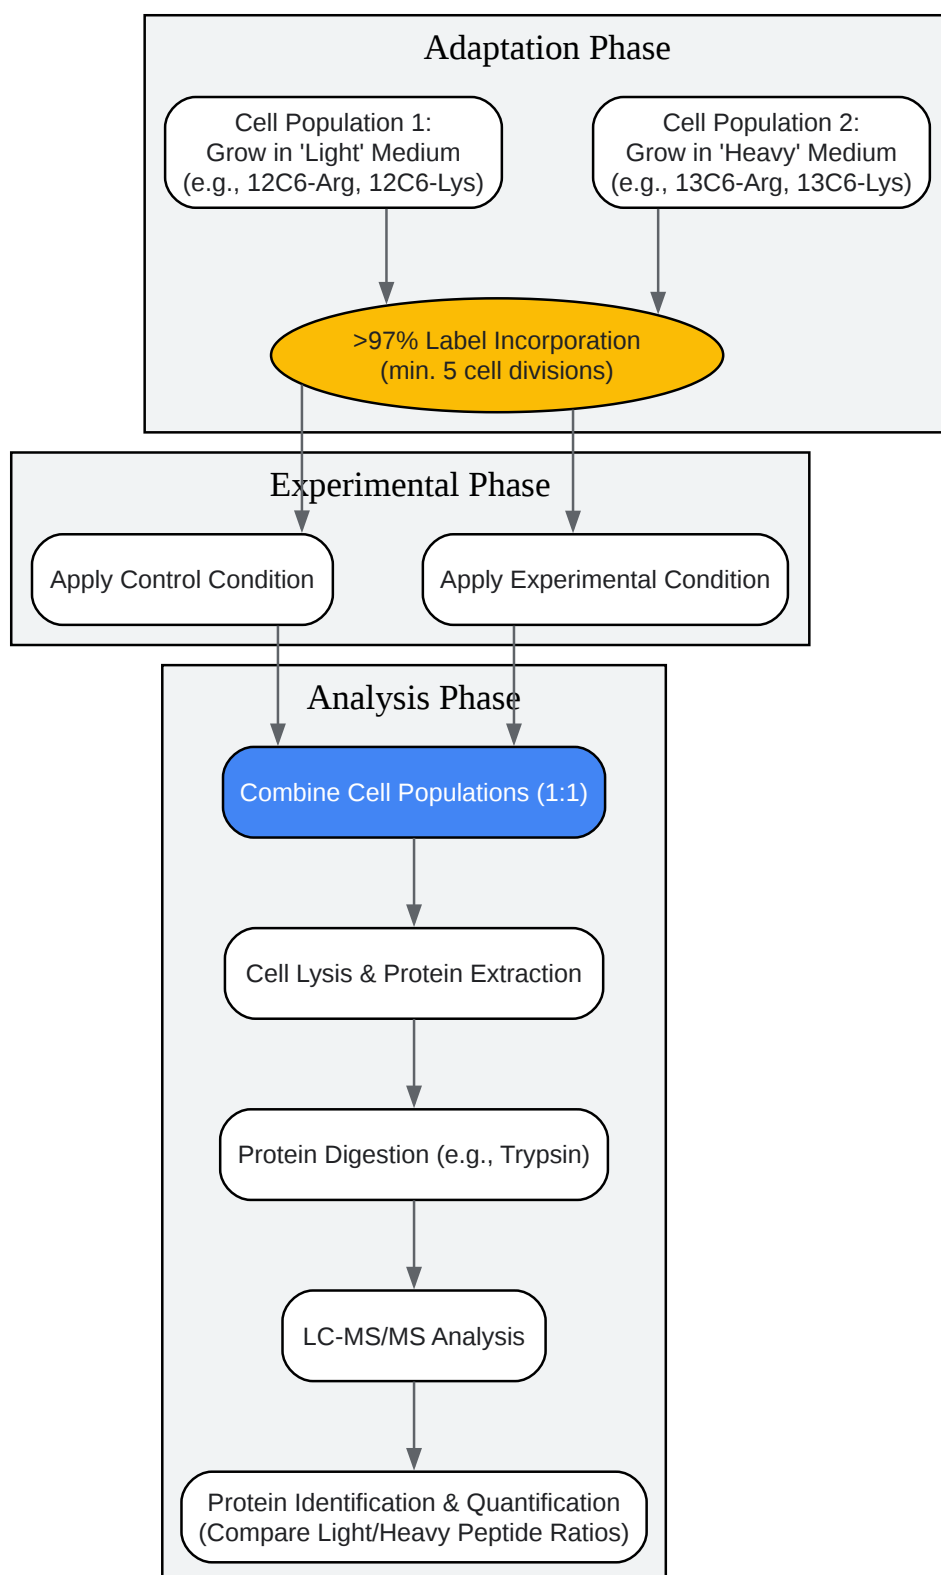 Adaptation Phase
Cell Population 1:
Grow in 'Light' Medium
(e.g., 12C6-Arg, 12C6-Lys)
Cell Population 2:
Grow in 'Heavy' Medium
(e.g., 13C6-Arg, 13C6-Lys)
>97% Label Incorporation
(min. 5 cell divisions)
Experimental Phase
Apply Control Condition
Apply Experimental Condition
Analysis Phase
Combine Cell Populations (1:1)
Cell Lysis & Protein Extraction
Protein Digestion (e.g., Trypsin)
LC-MS/MS Analysis
Protein Identification & Quantification
(Compare Light/Heavy Peptide Ratios)